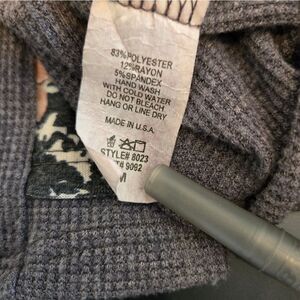 83%POLYESTER
12%RAYON
5%SPANDEX
HAND WASH
WITH COLD WATER
DO NOT BLEACH
HANG OR LINE DRY
MADE IN U.S.A.
STYLE# 8023
# 9092
M